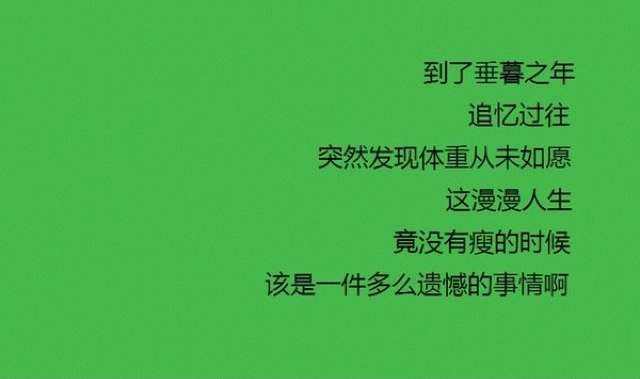 到了垂暮之年
追忆过往
突然发现体重从未如愿
这漫漫人生
竟没有瘦的时候
该是一件多么遗憾的事情啊